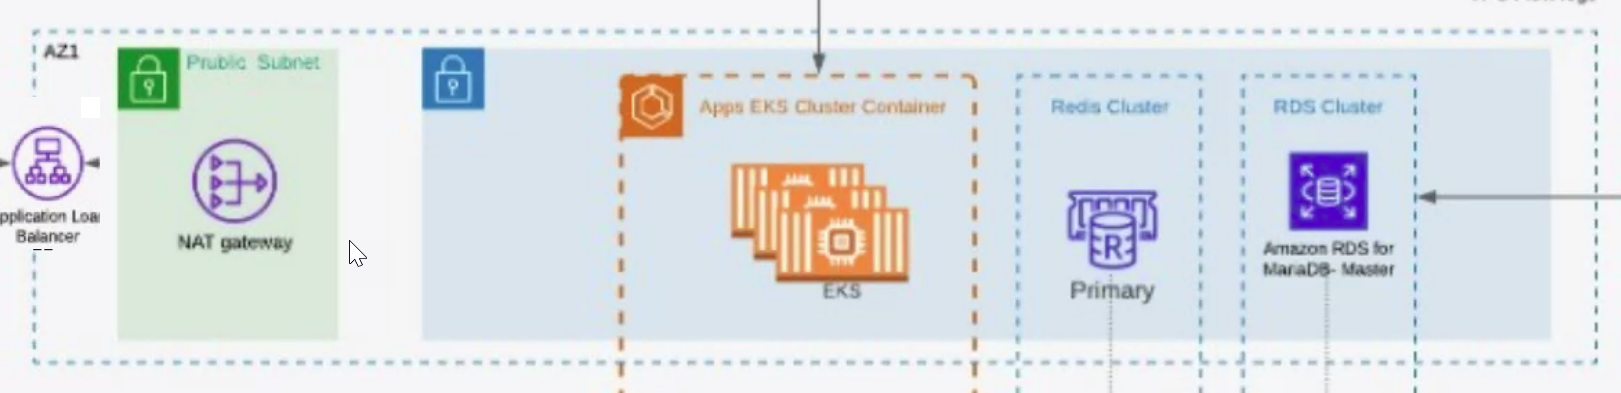 AZ1
Prublic Subnet
NAT gateway
pplication Loa
Balancer
Apps EKS Cluster Container
EKS
Redis Cluster
R
Primary
RDS Cluster
Amazon RDS for
MariaDB- Master